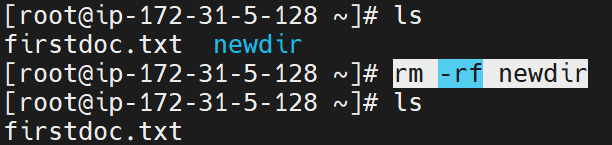 [root@ip-172-31-5-128 ~]# ls
firstdoc.txt  newdir
[root@ip-172-31-5-128 ~]# rm -rf newdir
[root@ip-172-31-5-128 ~]# ls
firstdoc.txt